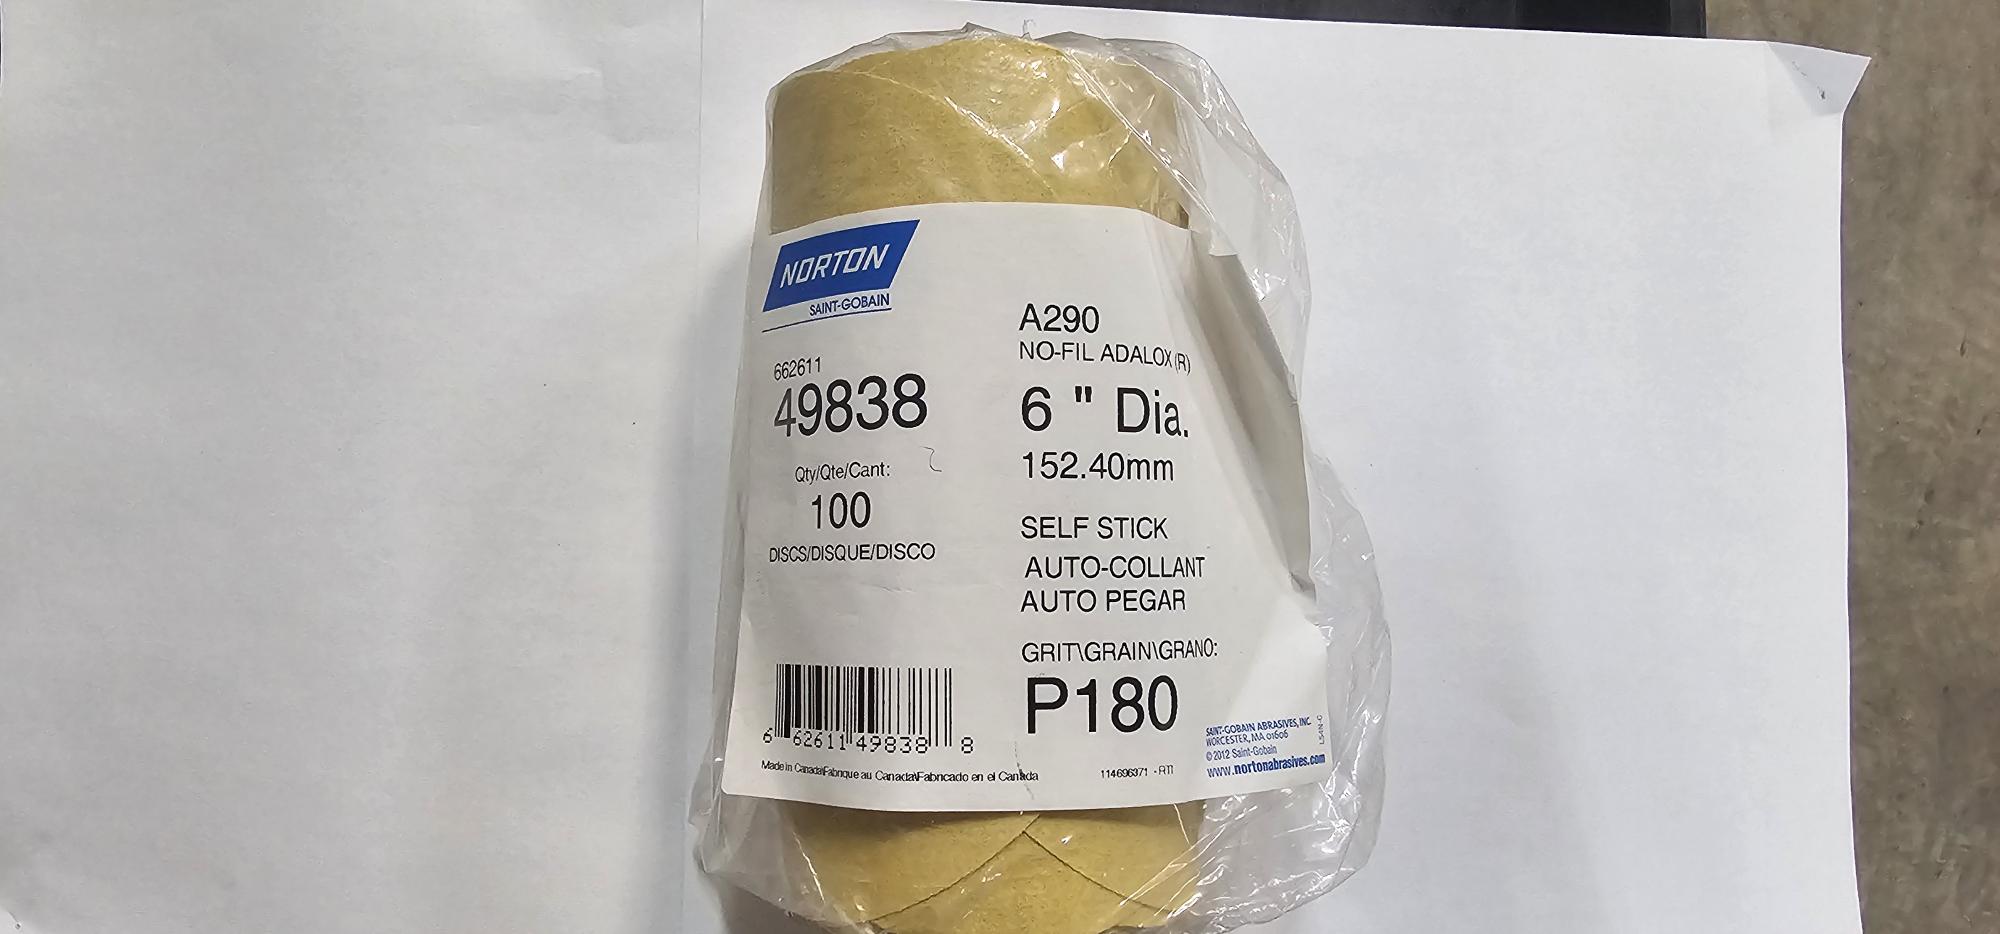 NORTON
SAINT-GOBAIN
662611
49838
Qty/Qte/Cant:
100
DISCS/DISQUE/DISCO
A290
NO-FIL ADALOX (R)
6 " Dia.
152.40mm
SELF STICK
AUTO-COLLANT
AUTO PEGAR
GRIT\GRAIN\GRANO:
P180
6 62611 49838 8
Made in Canada\Fabrique au Canada\Fabricado en el Canada
114696371 - RTI
SAINT-GOBAIN ABRASIVES, INC
WORCESTER, MA 01606
© 2012 Saint-Gobain
www.nortonabrasives.com